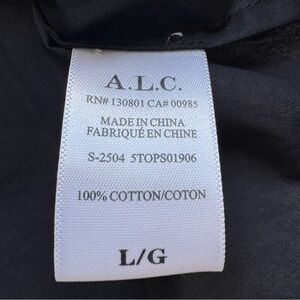 A.L.C.
RN# 130801 CA# 00985
MADE IN CHINA
FABRIQUÉ EN CHINE
S-2504 5TOPS01906
100% COTTON/COTON
L/G